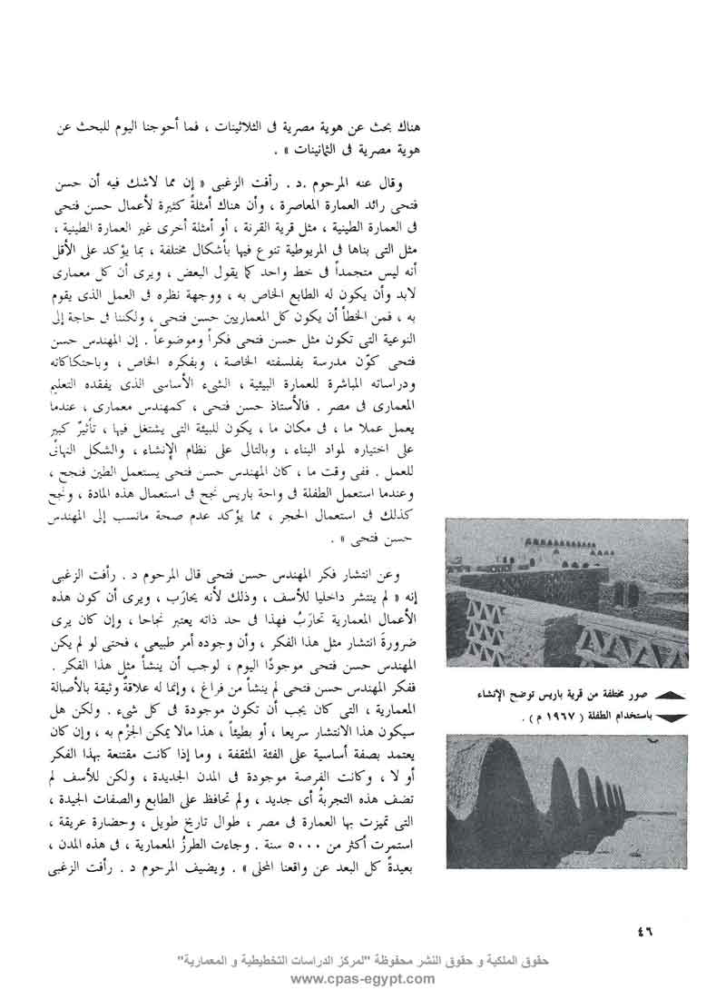 هناك بحث عن هوية مصرية فى الثلاثينات ، فما أحوجنا اليوم للبحث عن
هوية مصرية فى الثمانينات » .
وقال عنه المرحوم .د . رأفت الزغبى « إن مما لاشك فيه أن حسن
فتحى رائد العمارة المعاصرة ، وأن هناك أمثلةً كثيرة لأعمال حسن فتحى
فى العمارة الطينية ، مثل قرية القرنة ، أو أمثلة أخرى غير العمارة الطينية ،
مثل التى بناها فى المريوطية تنوع فيها بأشكال مختلفة ، بما يؤكد على الأقل
أنه ليس متجمداً فى خط واحد كما يقول البعض ، ويرى أن كل معمارى
لابد وأن يكون له الطابع الخاص به ، ووجهة نظره فى العمل الذى يقوم
به ، فمن الخطأ أن يكون كل المعماريين حسن فتحى ، ولكننا فى حاجة إلى
النوعية التى تكون مثل حسن فتحى فكراً وموضوعاً . إن المهندس حسن
فتحى كوّن مدرسة بفلسفته الخاصة ، وبفكره الخاص ، وباحتكاكاته
ودراساته المباشرة للعمارة البيئية ، الشىء الأساسى الذى يفقده التعليم
المعمارى فى مصر . فالأستاذ حسن فتحى ، كمهندس معمارى ، عندما
يعمل عملا ما ، فى مكان ما ، يكون للبيئة التى يشتغل فيها ، تأثيرٌ كبير
على اختياره لمواد البناء ، وبالتالى على نظام الإنشاء ، والشكل النهائى
للعمل . ففى وقت ما ، كان المهندس حسن فتحى يستعمل الطين فنجح ،
وعندما استعمل الطفلة فى واحة باريس نجح فى استعمال هذه المادة ، ونجح
كذلك فى استعمال الحجر ، مما يؤكد عدم صحة مانسب إلى المهندس
حسن فتحى » .
وعن انتشار فكر المهندس حسن فتحى قال المرحوم د . رأفت الزغبى
إنه « لم ينتشر داخليا للأسف ، وذلك لأنه يحارَب ، ويرى أن كون هذه
الأعمال المعمارية تحارَبُ فهذا فى حد ذاته يعتبر نجاحا ، وإن كان يرى
ضرورةَ انتشار مثل هذا الفكر ، وأن وجوده أمر طبيعى ، فحتى لو لم يكن
المهندس حسن فتحى موجودًا اليوم ، لوجب أن ينشأ مثل هذا الفكر .
ففكر المهندس حسن فتحى لم ينشأ من فراغ ، وإنما له علاقةٌ وثيقة بالأصالة
المعمارية ، التى كان يجب أن تكون موجودة فى كل شىء . ولكن هل
سيكون هذا الانتشار سريعا ، أو بطيئاً ، هذا مالا يمكن الجزْم به ، وإن كان
يعتمد بصفة أساسية على الفئة المثقفة ، وما إذا كانت مقتنعة بهذا الفكر
أو لا ، وكانت الفرصة موجودة فى المدن الجديدة ، ولكن للأسف لم
تضف هذه التجربةُ أى جديد ، ولم تحافظ على الطابع والصفات الجيدة ،
التى تميزت بها العمارة فى مصر ، طوال تاريخ طويل ، وحضارة عريقة ،
استمرت أكثر من ٥٠٠٠ سنة . وجاءت الطرزُ المعمارية ، فى هذه المدن ،
بعيدةً كل البعد عن واقعنا المحلى » . ويضيف المرحوم د . رأفت الزغبى
صور مختلفة من قرية باريس توضح الإنشاء
باستخدام الطفلة ( ١٩٦٧ م ) .
٤٦
حقوق الملكية و حقوق النشر محفوظة "لمركز الدراسات التخطيطية و المعمارية"
www.cpas-egypt.com